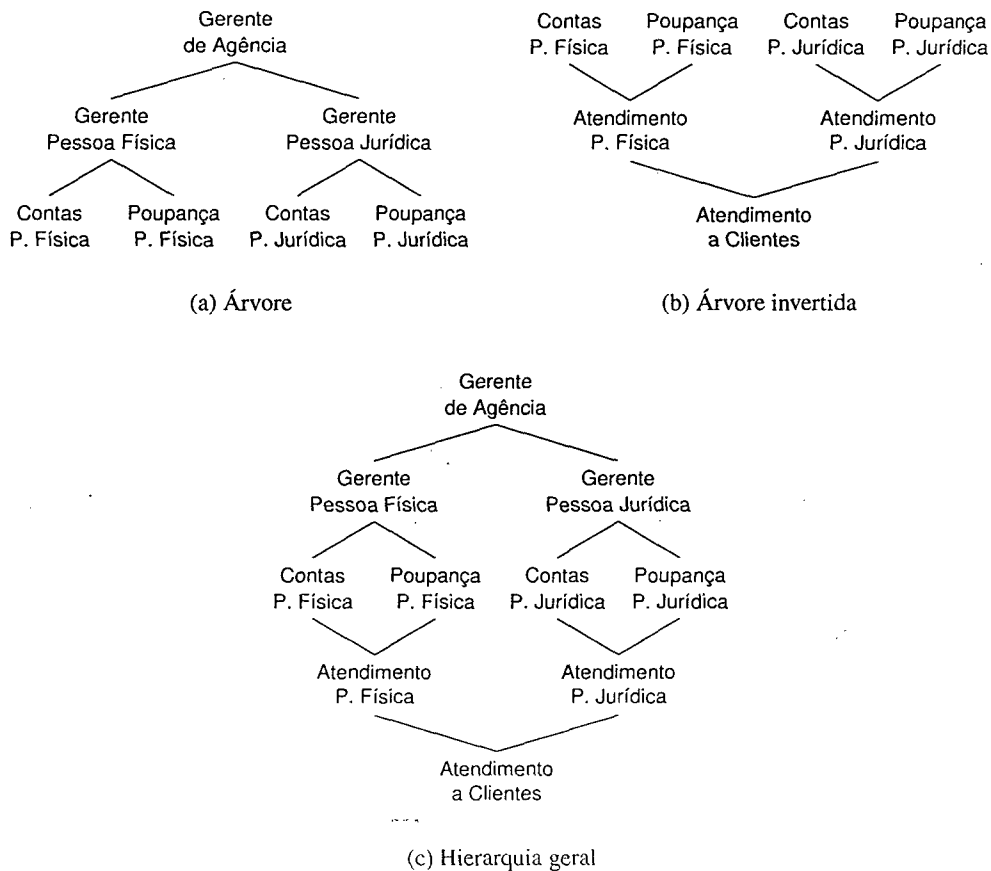 Gerente
de Agência
Gerente
Pessoa Física
Gerente
Pessoa Jurídica
Contas
P. Física
Poupança
P. Física
Contas
P. Jurídica
Poupança
P. Jurídica
(a) Árvore
Contas
P. Física
Poupança
P. Física
Contas
P. Jurídica
Poupança
P. Jurídica
Atendimento
P. Física
Atendimento
P. Jurídica
Atendimento
a Clientes
(b) Árvore invertida
Gerente
de Agência
Gerente
Pessoa Física
Gerente
Pessoa Jurídica
Contas
P. Física
Poupança
P. Física
Contas
P. Jurídica
Poupança
P. Jurídica
Atendimento
P. Física
Atendimento
P. Jurídica
Atendimento
a Clientes
(c) Hierarquia geral